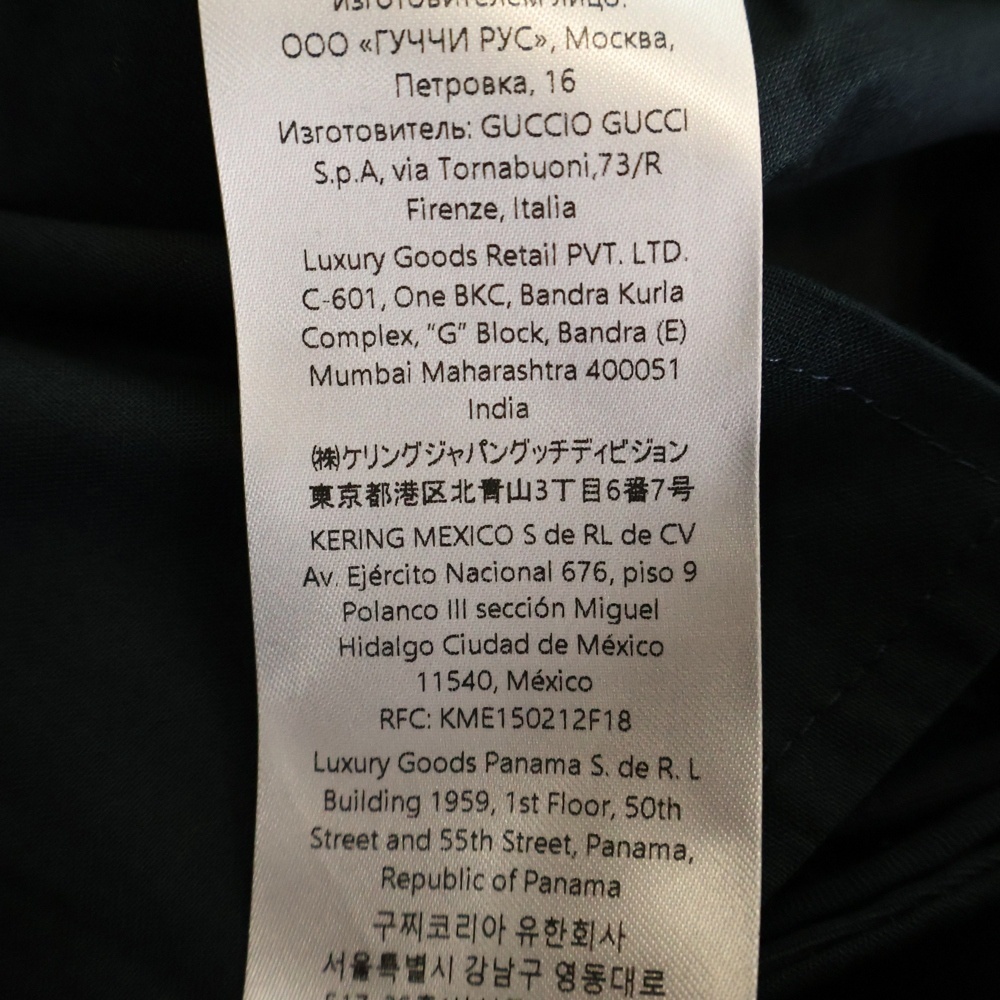 ООО «ГУЧЧИ РУС», Москва,
Петровка, 16
Изготовитель: GUCCIO GUCCI
S.p.A, via Tornabuoni,73/R
Firenze, Italia
Luxury Goods Retail PVT. LTD.
C-601, One BKC, Bandra Kurla
Complex, "G" Block, Bandra (E)
Mumbai Maharashtra 400051
India
㈱ケリングジャパングッチディビジョン
東京都港区北青山3丁目6番7号
KERING MEXICO S de RL de CV
Av. Ejército Nacional 676, piso 9
Polanco III sección Miguel
Hidalgo Ciudad de México
11540, México
RFC: KME150212F18
Luxury Goods Panama S. de R. L
Building 1959, 1st Floor, 50th
Street and 55th Street, Panama,
Republic of Panama
구찌코리아 유한회사
서울특별시 강남구 영동대로